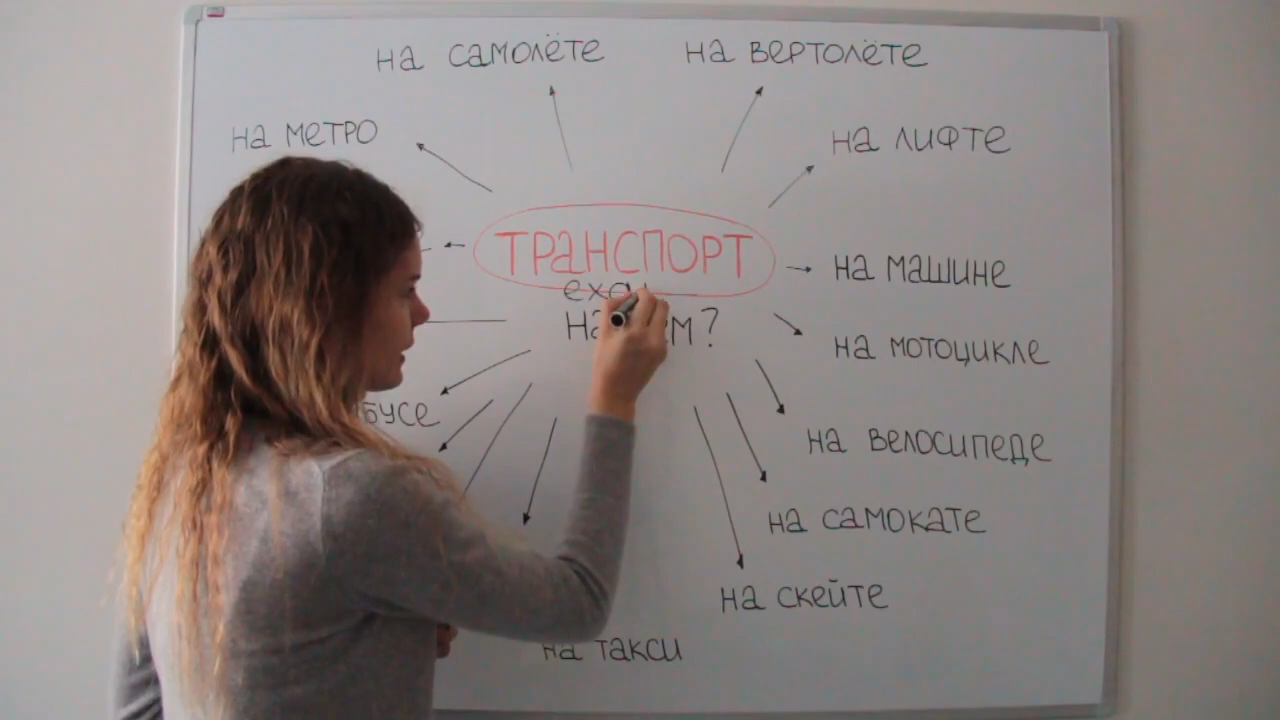 на самолёте
на вертолёте
на метро
на лифте
ТРАНСПОРТ
на машине
на мотоцикле
на велосипеде
на самокате
на скейте
на такси